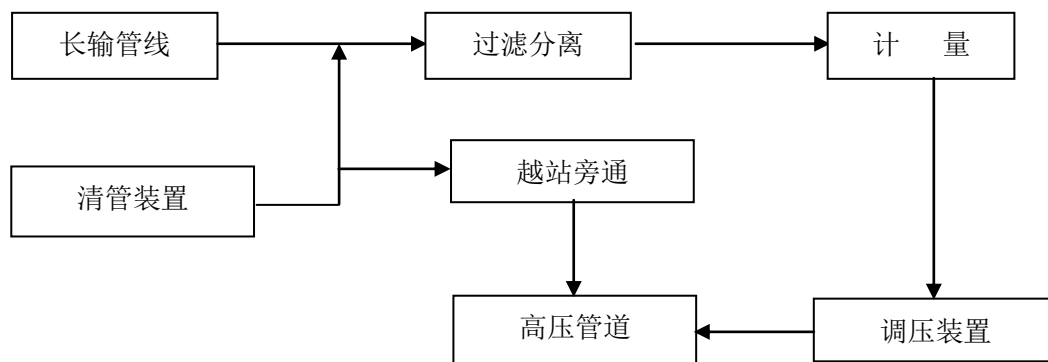 长输管线
过滤分离
计 量
清管装置
越站旁通
高压管道
调压装置